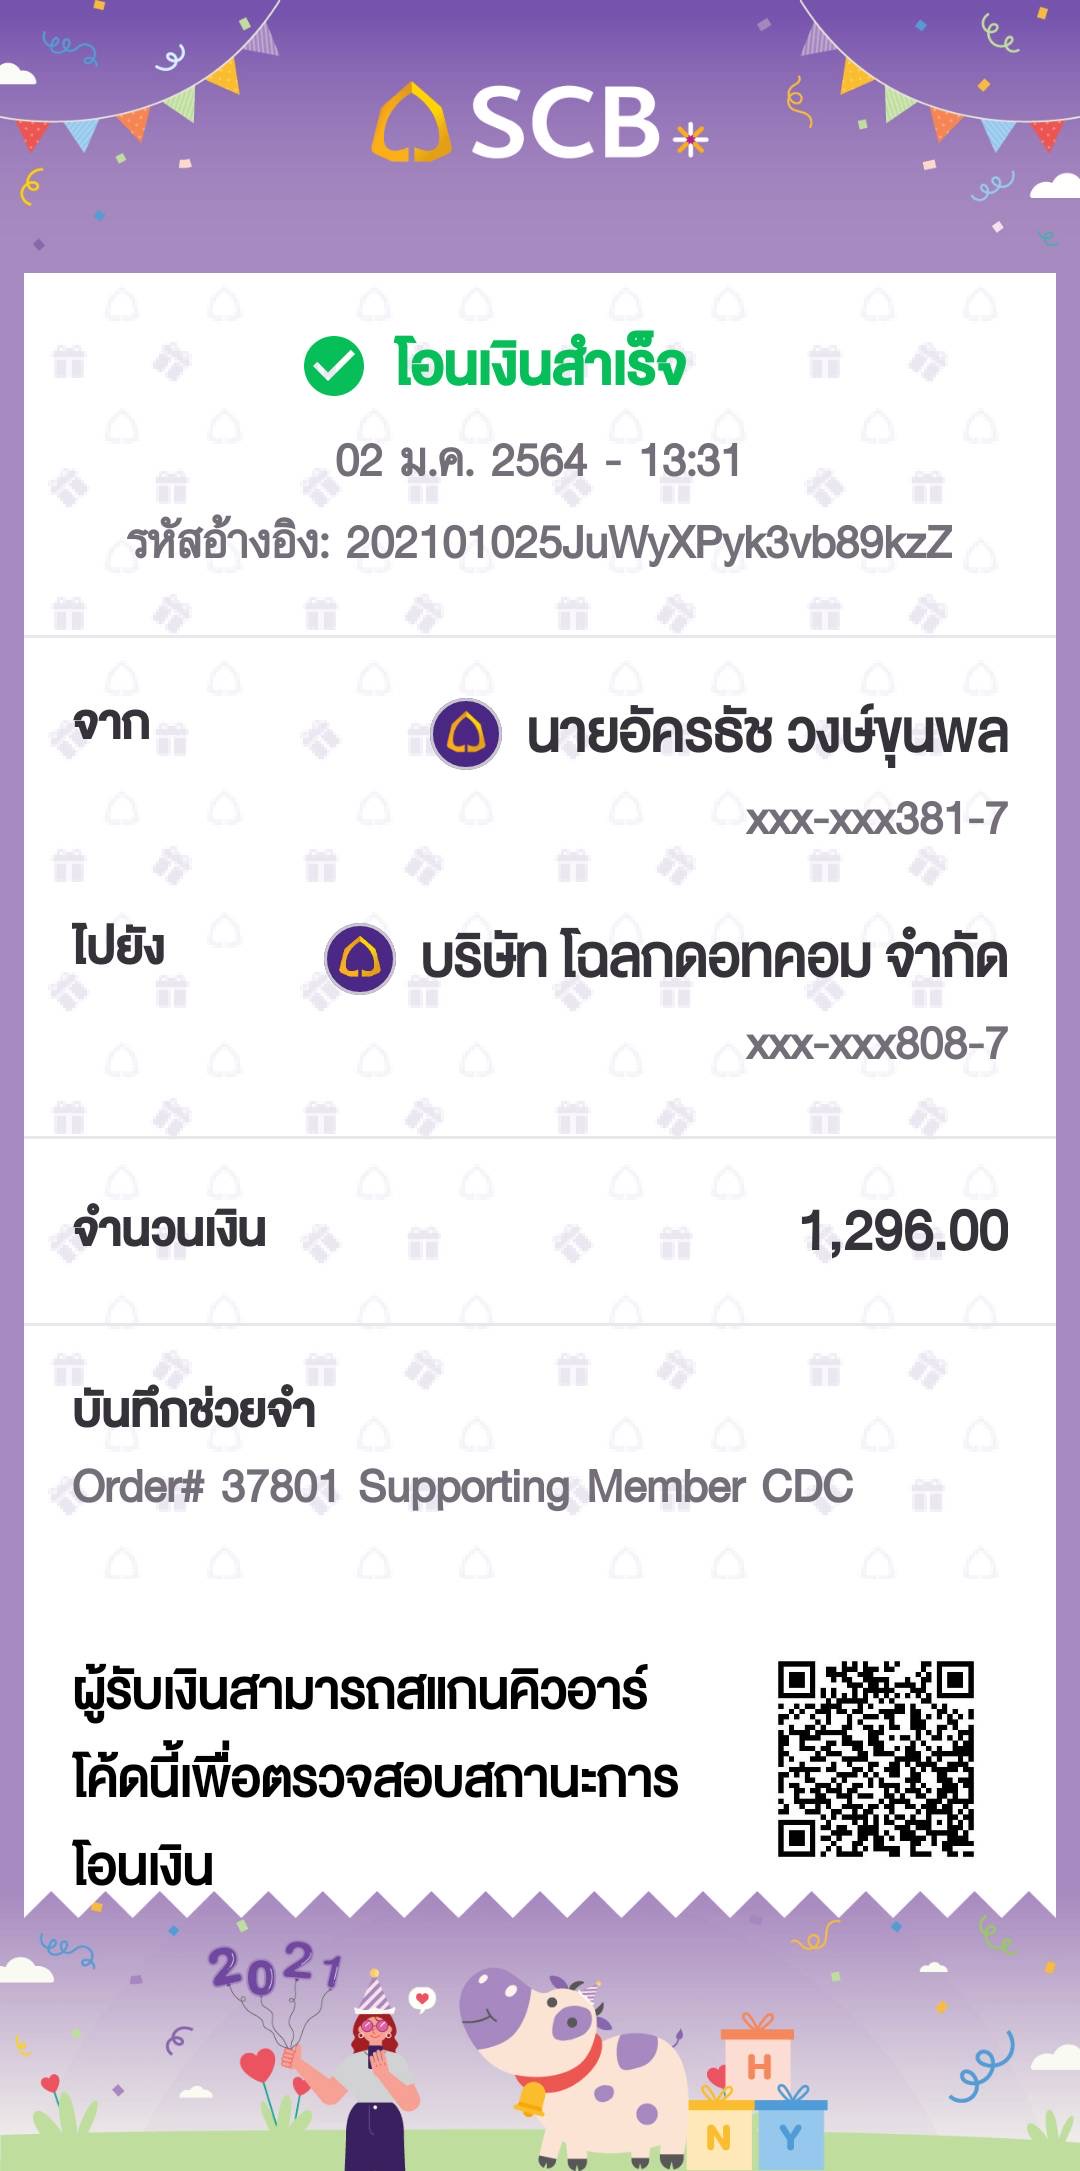 SCB
โอนเงินสำเร็จ
02 ม.ค. 2564 - 13:31
รหัสอ้างอิง: 202101025JuWyXPyk3vb89kzZ
จาก
นายอัครธัช วงษ์ขุนพล
xxx-xxx381-7
ไปยัง
บริษัท โฉลกดอทคอม จำกัด
xxx-xxx808-7
จำนวนเงิน 1,296.00
บันทึกช่วยจำ
Order# 37801 Supporting Member CDC
ผู้รับเงินสามารถสแกนคิวอาร์
โค้ดนี้เพื่อตรวจสอบสถานะการ
โอนเงิน
2021
H
N Y